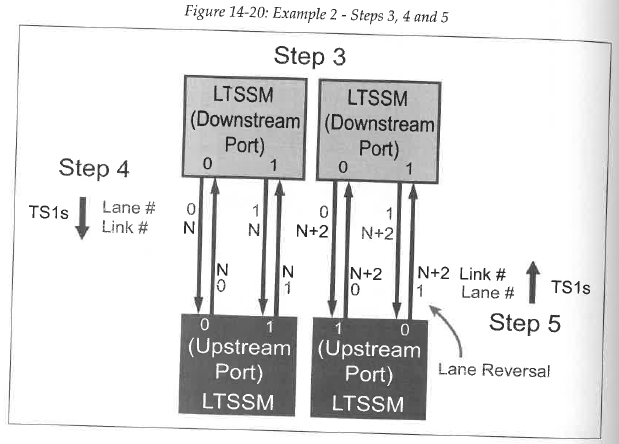 Figure 14-20: Example 2 - Steps 3, 4 and 5
Step 3
LTSSM
(Downstream
Port)
0 1
LTSSM
(Downstream
Port)
0 1
Step 4
TS1s
Lane #
Link #
0 1 0 1
N N N+2 N+2
N N N+2 N+2
0 1 0 1
Link #
Lane #
TS1s
Step 5
Lane Reversal
0 1
(Upstream
Port)
LTSSM
1 0
(Upstream
Port)
LTSSM